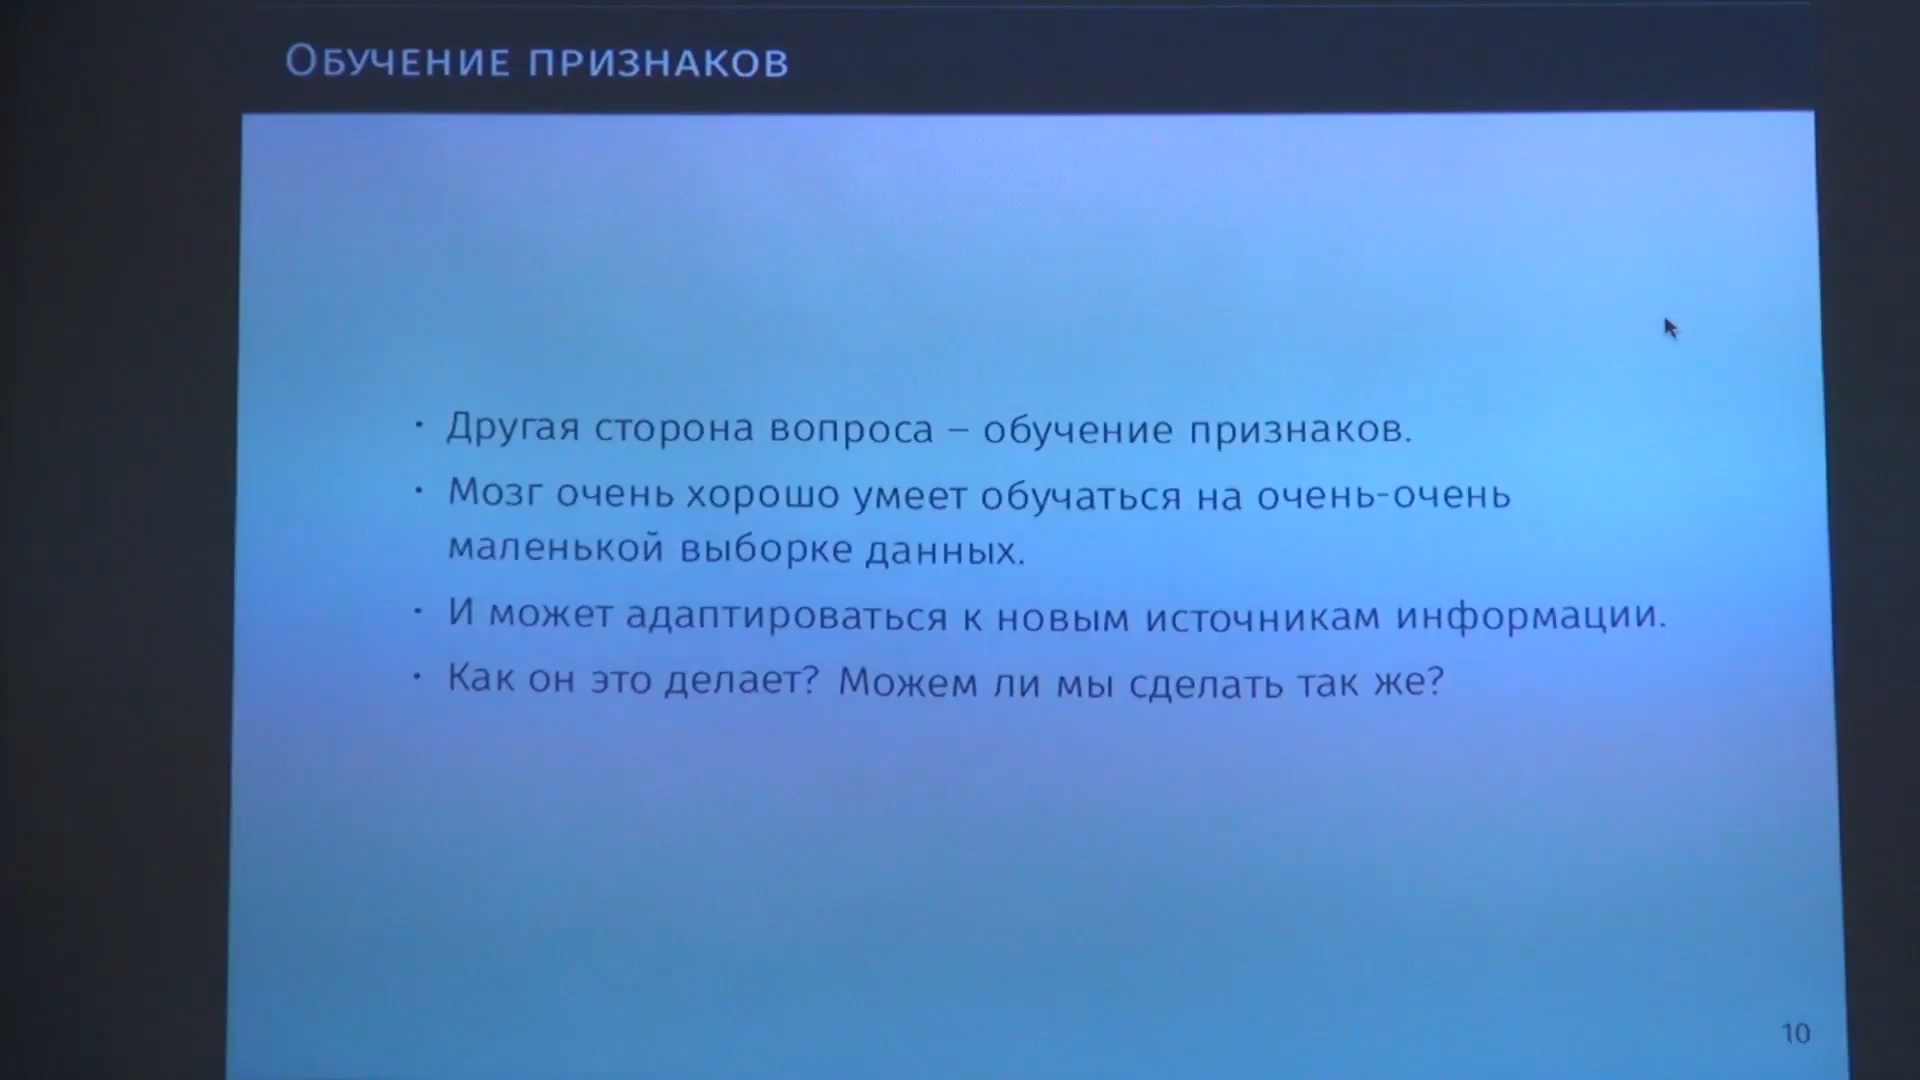 Обучение признаков
· Другая сторона вопроса – обучение признаков.
· Мозг очень хорошо умеет обучаться на очень-очень
маленькой выборке данных.
· И может адаптироваться к новым источникам информации.
· Как он это делает? Можем ли мы сделать так же?
10